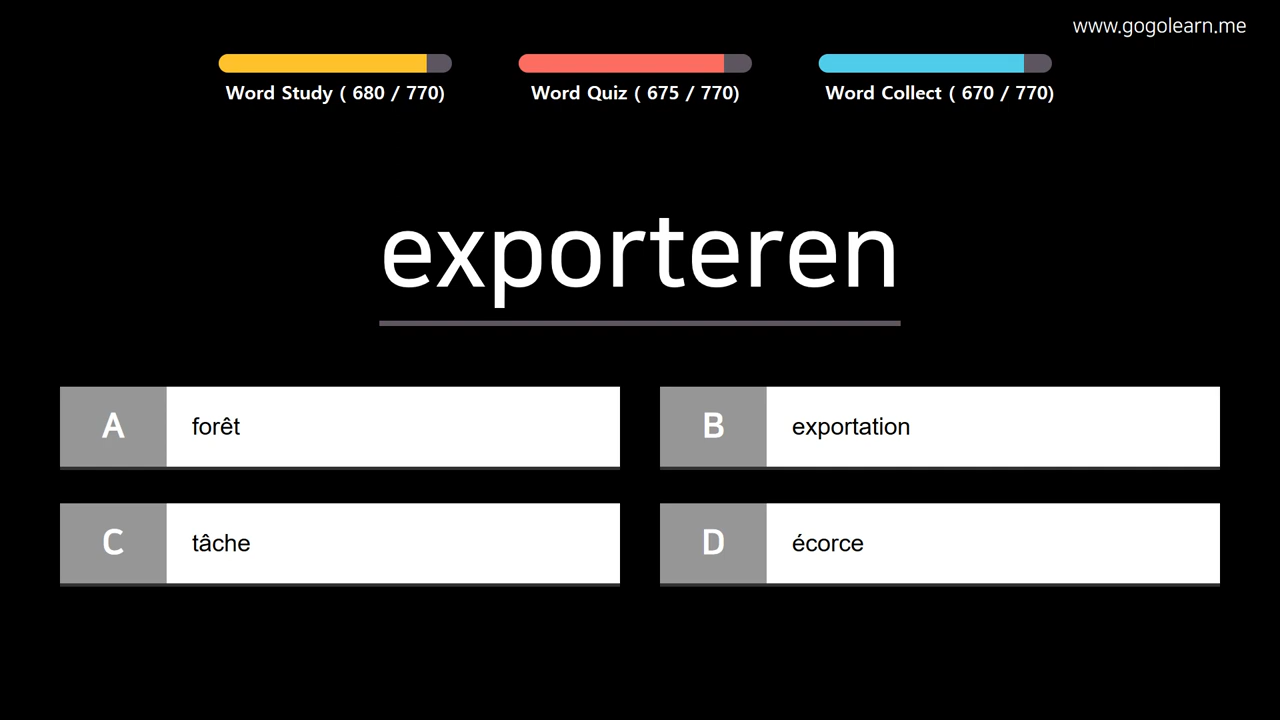 www.gogolearn.me
Word Study ( 680 / 770)
Word Quiz ( 675 / 770)
Word Collect ( 670 / 770)
exporteren
A forêt
B exportation
C tâche
D écorce